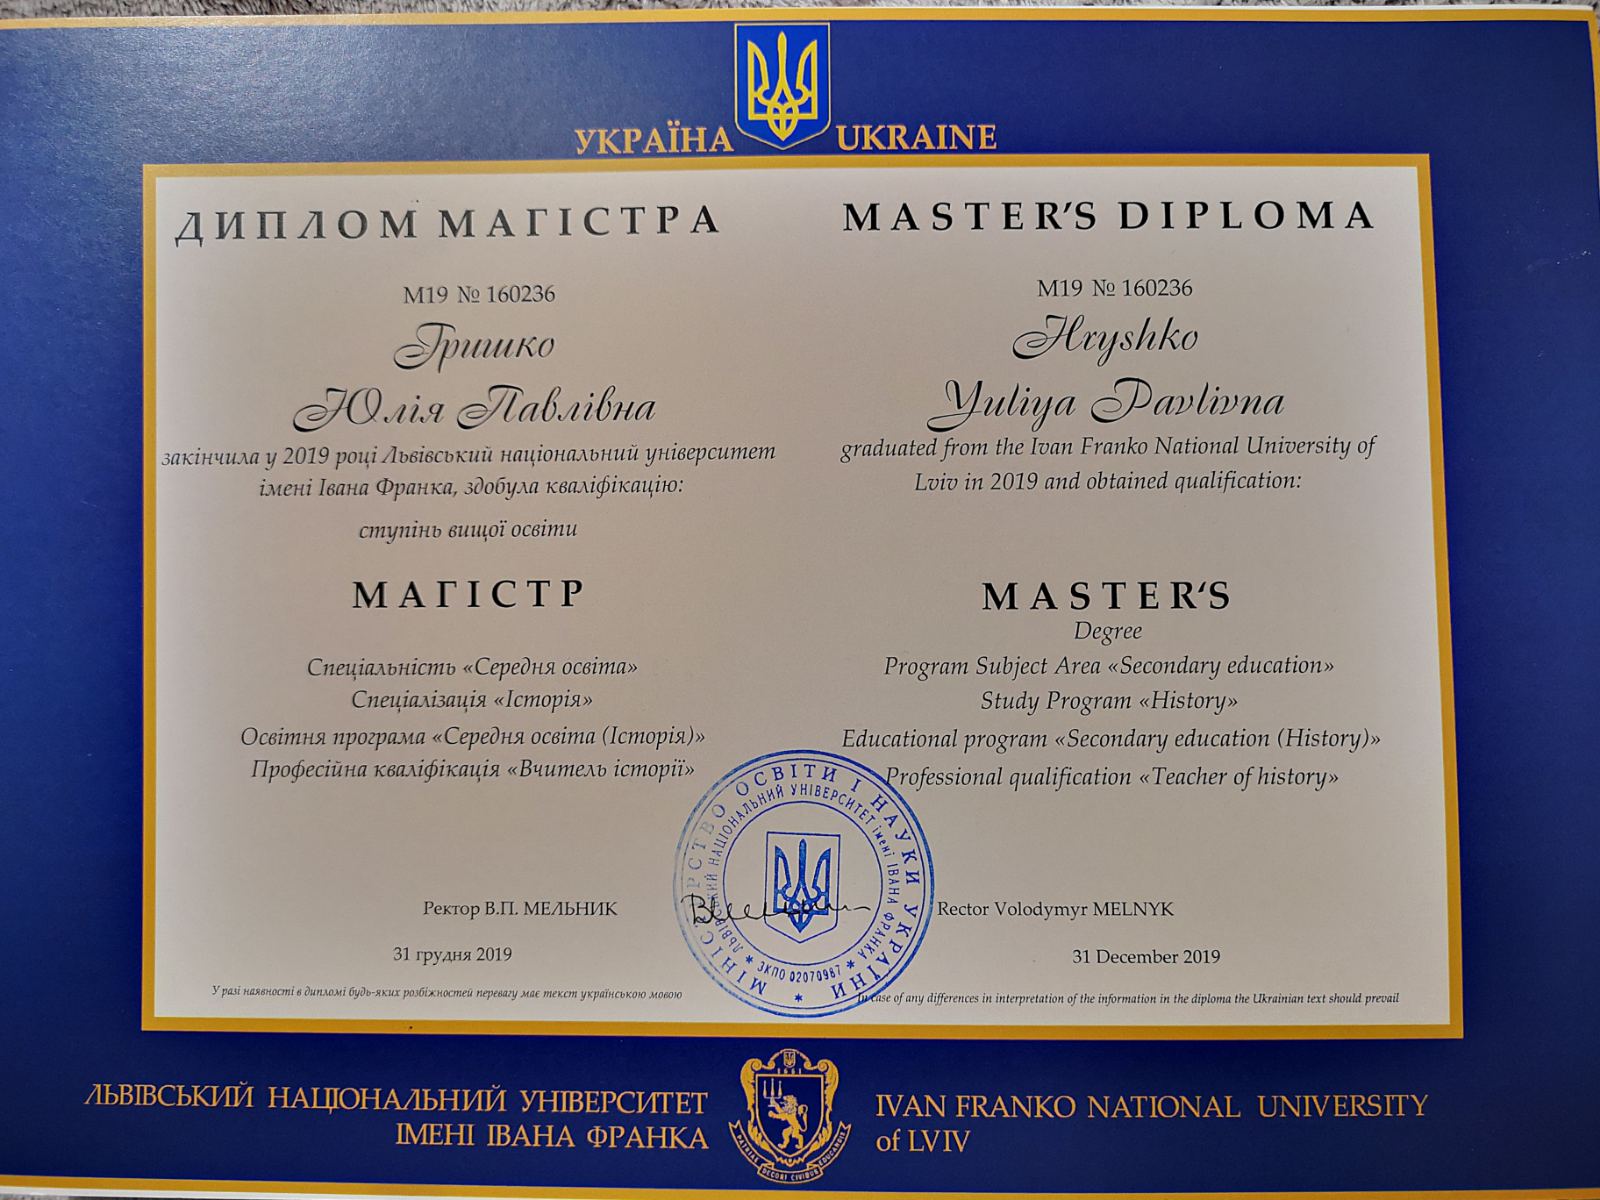 УКРАЇНА UKRAINE
ДИПЛОМ МАГІСТРА
М19 № 160236
Гришко
Юлія Павлівна
закінчила у 2019 році Львівський національний університет
імені Івана Франка, здобула кваліфікацію:
ступінь вищої освіти
МАГІСТР
Спеціальність «Середня освіта»
Спеціалізація «Історія»
Освітня програма «Середня освіта (Історія)»
Професійна кваліфікація «Вчитель історії»
Ректор В.П. МЕЛЬНИК
31 грудня 2019
У разі наявності в дипломі будь-яких розбіжностей перевагу має текст українською мовою
MASTER'S DIPLOMA
М19 № 160236
Hryshko
Yuliya Pavlivna
graduated from the Ivan Franko National University of
Lviv in 2019 and obtained qualification:
MASTER‘S
Degree
Program Subject Area «Secondary education»
Study Program «History»
Educational program «Secondary education (History)»
Professional qualification «Teacher of history»
Rector Volodymyr MELNYK
31 December 2019
In case of any differences in interpretation of the information in the diploma the Ukrainian text should prevail
МІНІСТЕРСТВО ОСВІТИ І НАУКИ УКРАЇНИ
ЛЬВІВСЬКИЙ НАЦІОНАЛЬНИЙ УНІВЕРСИТЕТ імені ІВАНА ФРАНКА
ЗКПО 02070987
ЛЬВІВСЬКИЙ НАЦІОНАЛЬНИЙ УНІВЕРСИТЕТ
ІМЕНІ ІВАНА ФРАНКА
1661
PATRIAE DECORI CIVIBUS EDUCANDIS
IVAN FRANKO NATIONAL UNIVERSITY
of LVIV